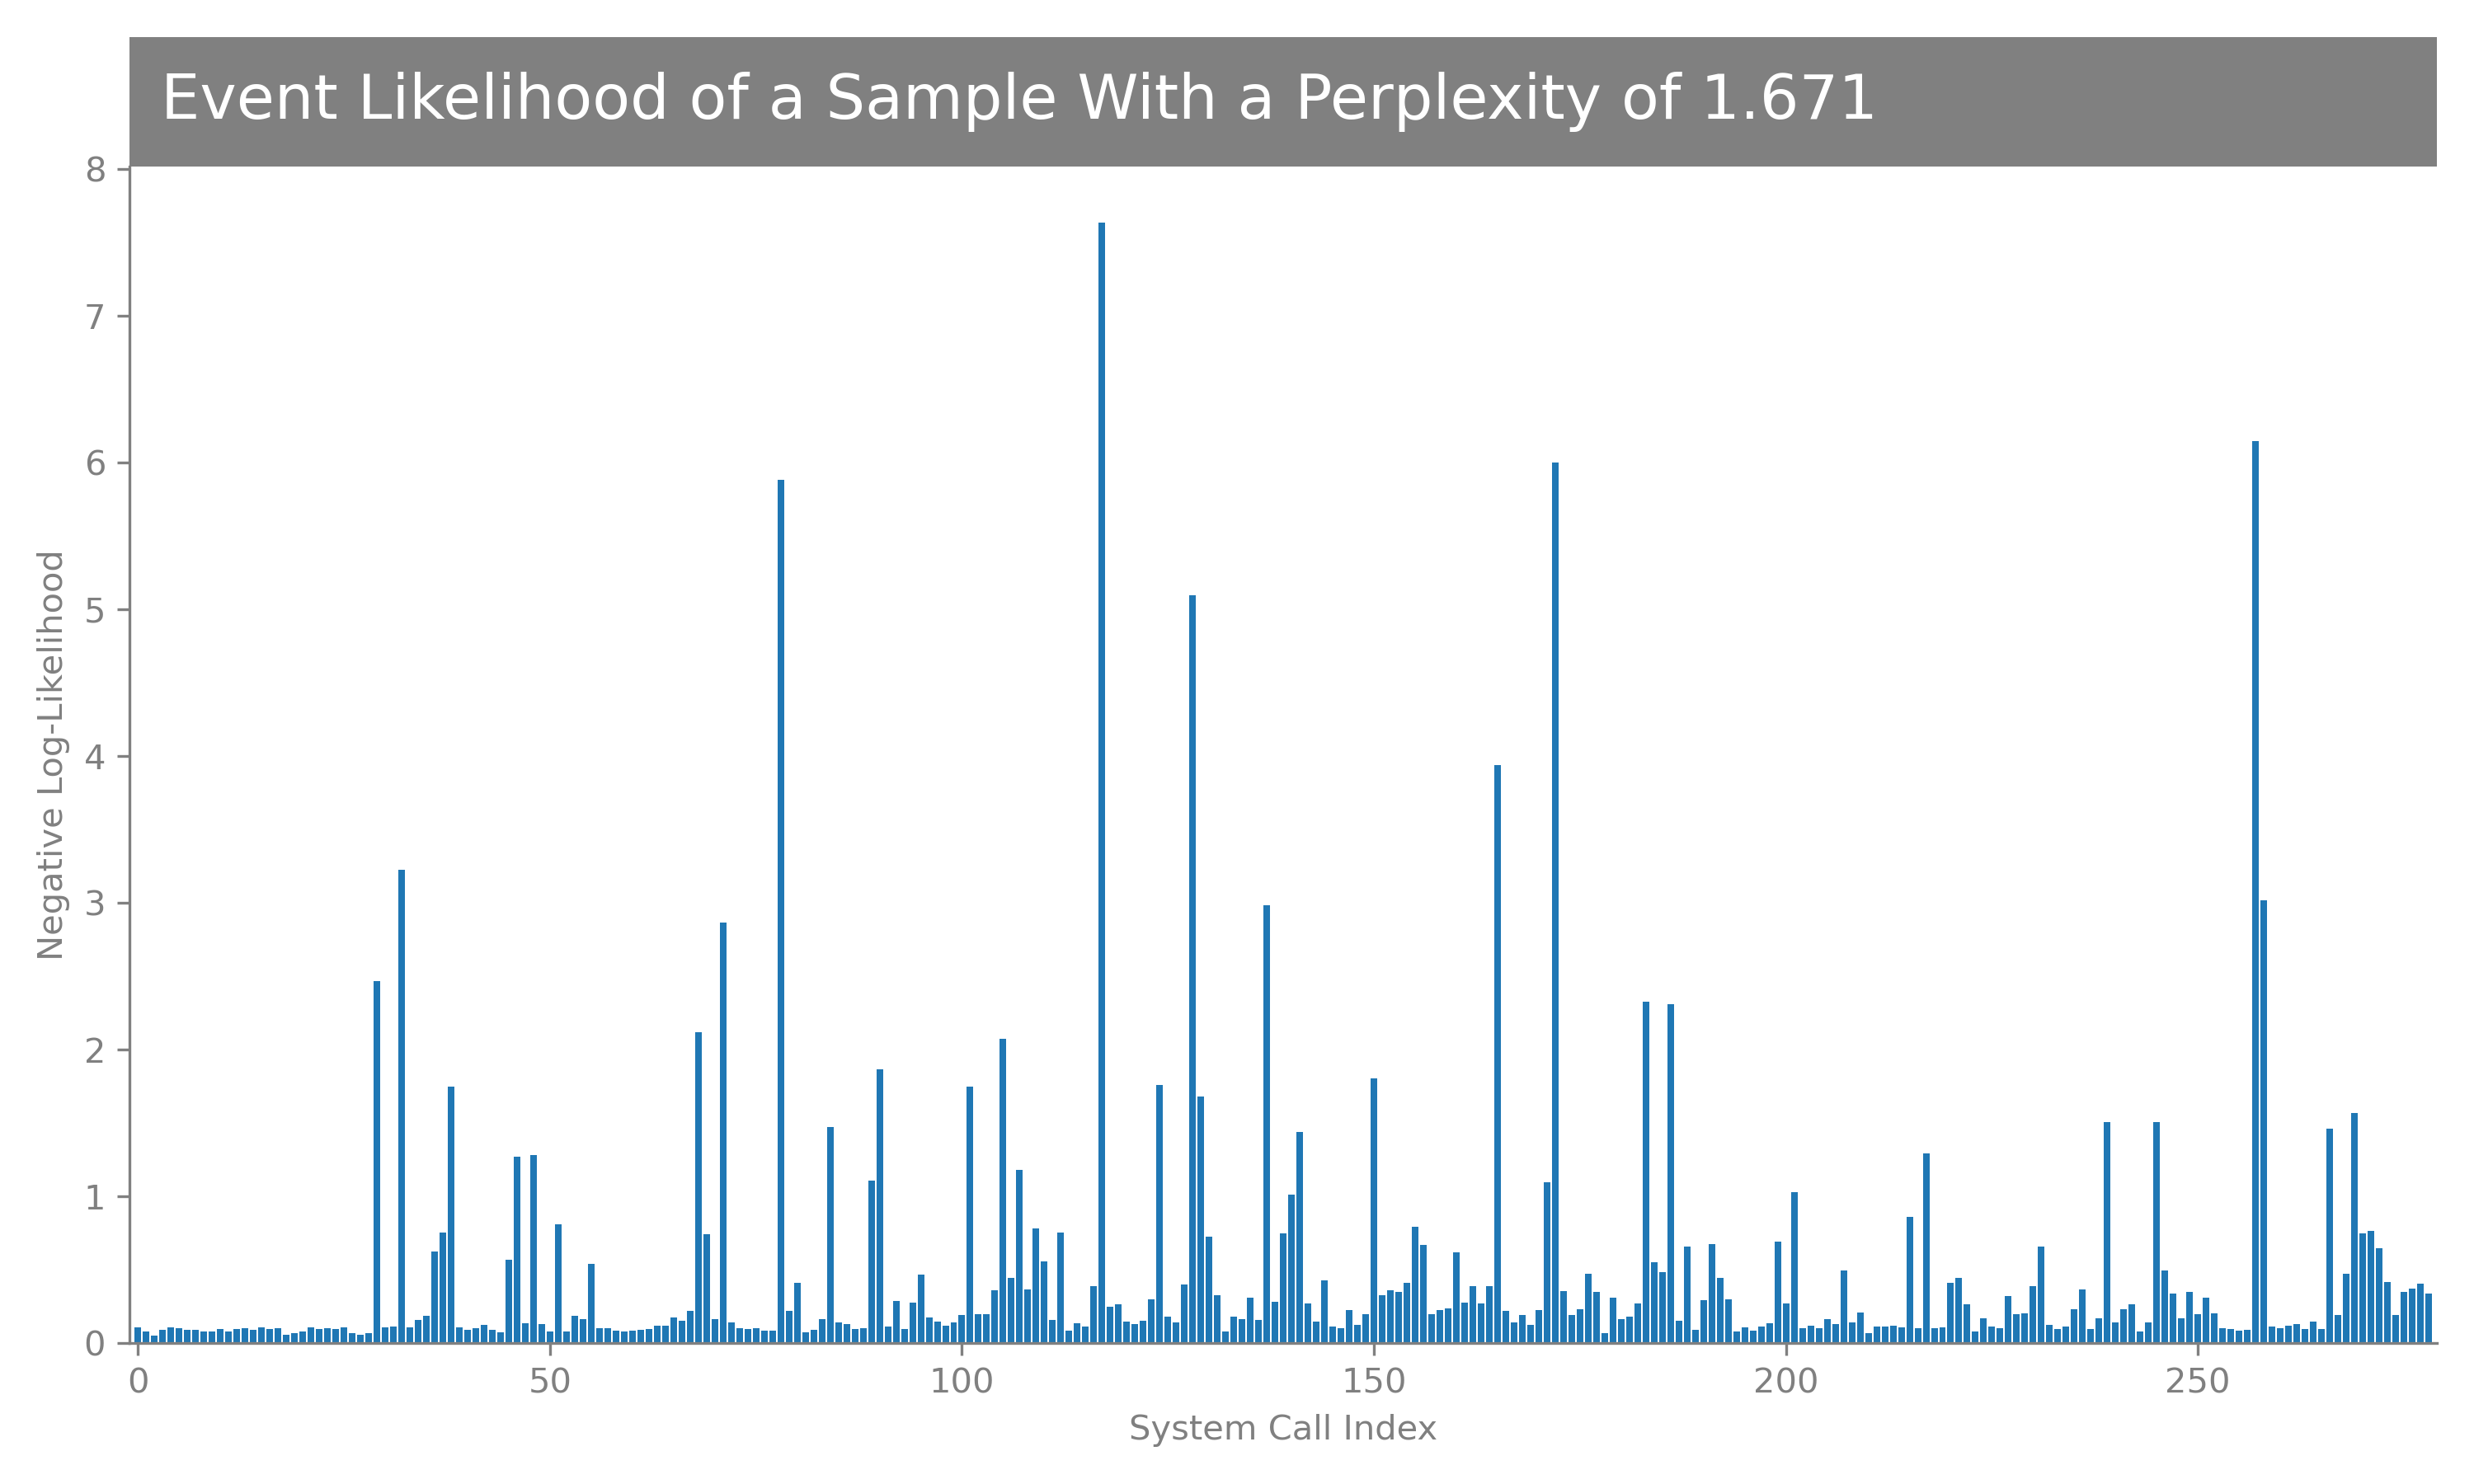 Event Likelihood of a Sample With a Perplexity of 1.671
8
7
6
5
4
3
2
1
0
Negative Log-Likelihood
0 50 100 150 200 250
System Call Index